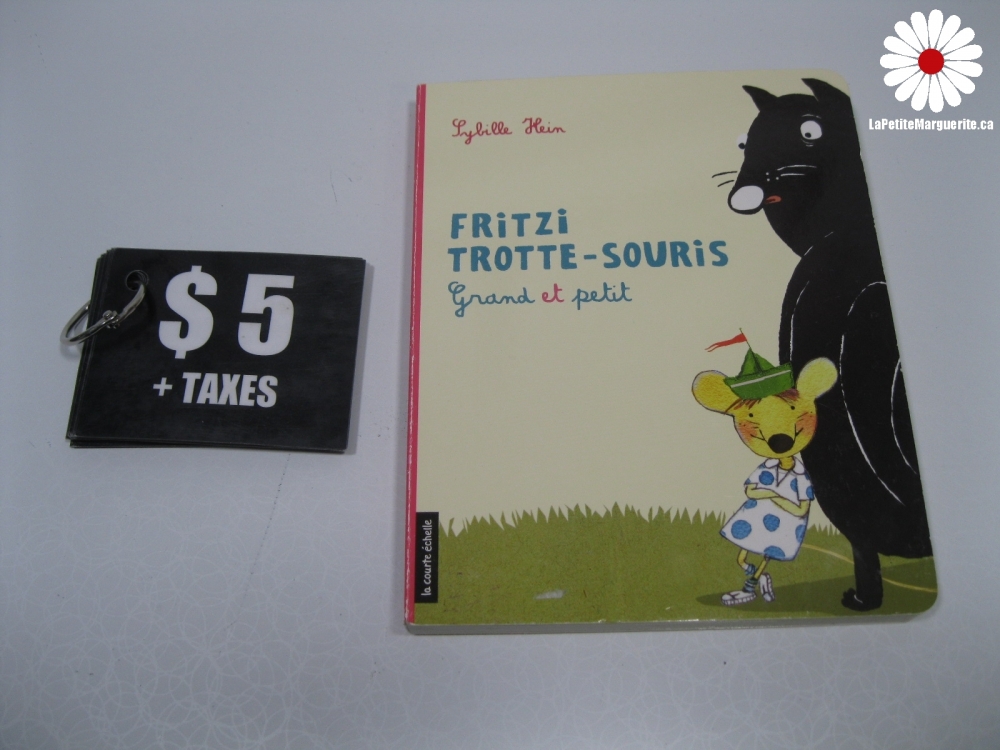 LaPetiteMarguerite.ca
Sybille Hein
FRiTZi
TROTTE-SOURiS
Grand et petit
la courte échelle
$ 5
+ TAXES